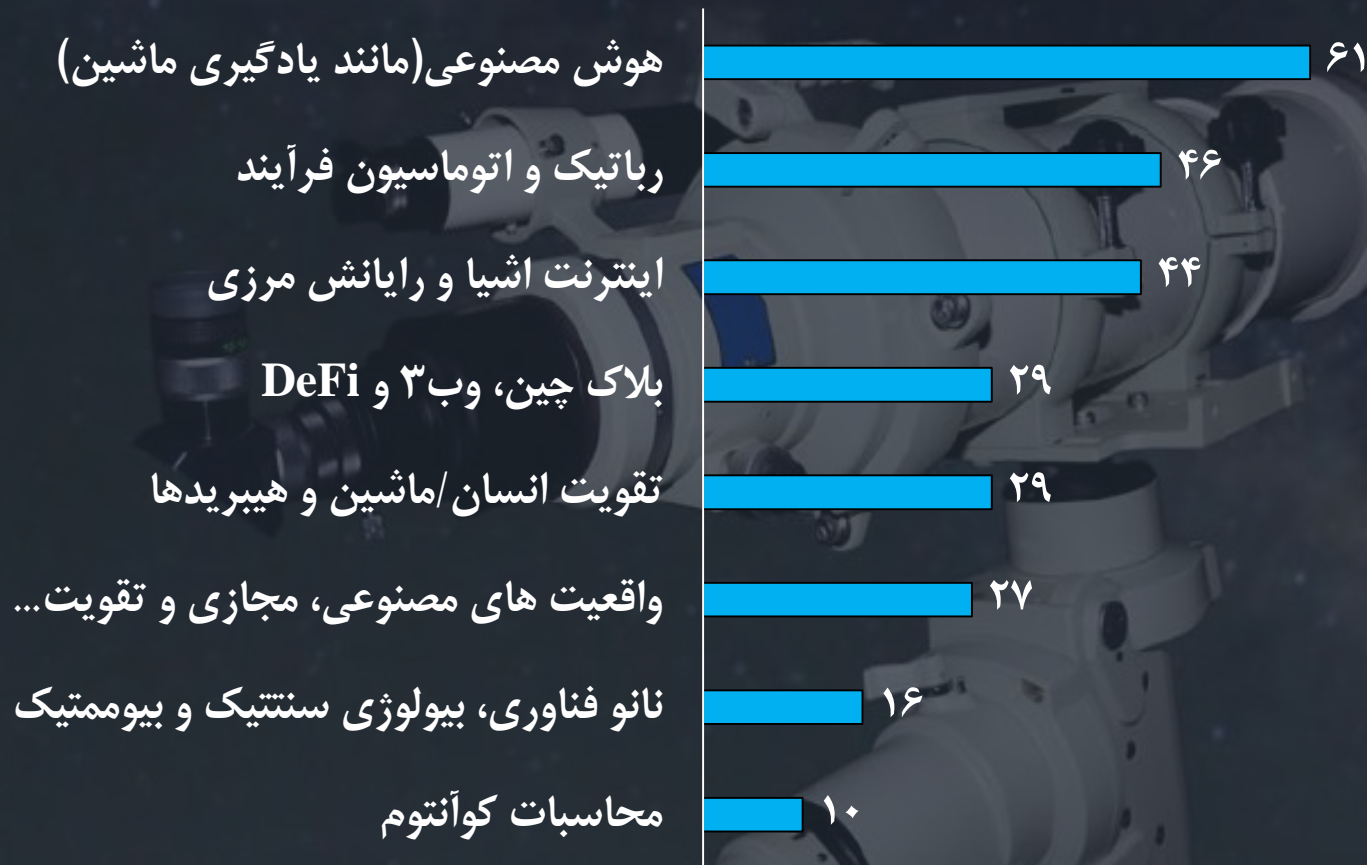 هوش مصنوعی(مانند یادگیری ماشین) ۶۱
رباتیک و اتوماسیون فرآیند ۴۶
اینترنت اشیا و رایانش مرزی ۴۴
بلاک چین، وب۳ و DeFi ۲۹
تقویت انسان/ماشین و هیبریدها ۲۹
واقعیت های مصنوعی، مجازی و تقویت... ۲۷
نانو فناوری، بیولوژی سنتتیک و بیوممتیک ۱۶
محاسبات کوآنتوم ۱۰